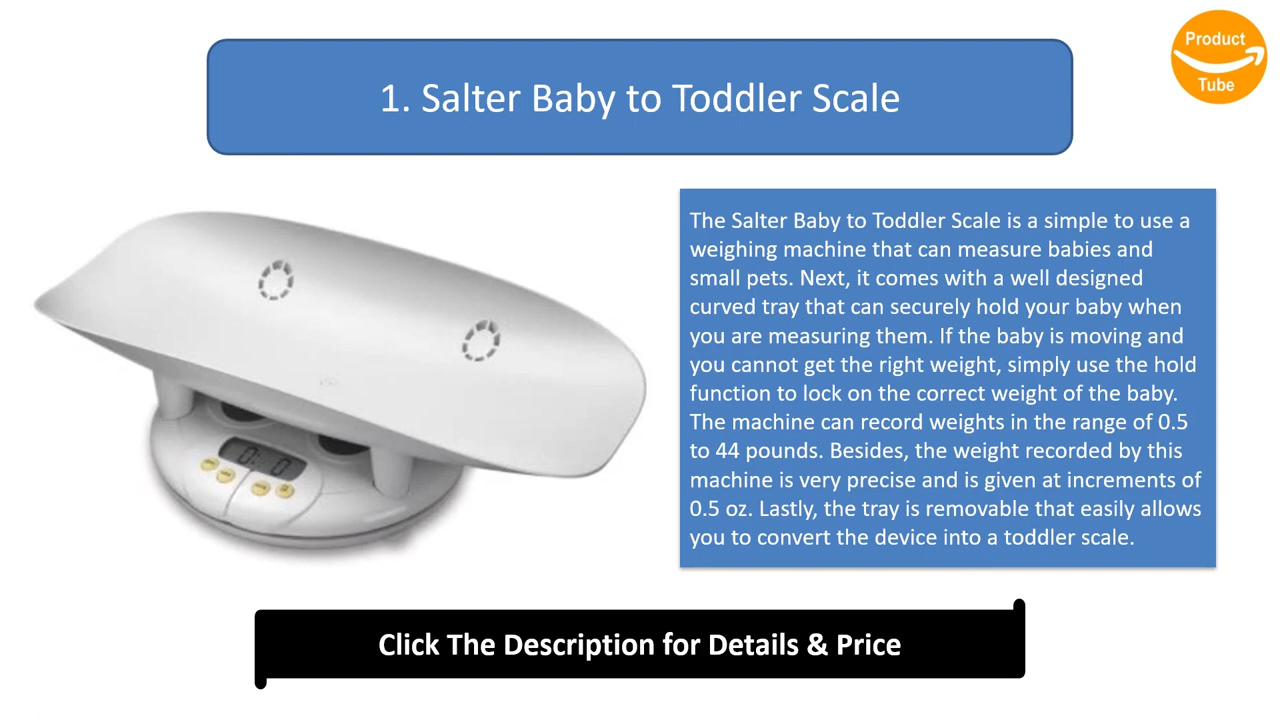 Product
Tube
1. Salter Baby to Toddler Scale
The Salter Baby to Toddler Scale is a simple to use a
weighing machine that can measure babies and
small pets. Next, it comes with a well designed
curved tray that can securely hold your baby when
you are measuring them. If the baby is moving and
you cannot get the right weight, simply use the hold
function to lock on the correct weight of the baby.
The machine can record weights in the range of 0.5
to 44 pounds. Besides, the weight recorded by this
machine is very precise and is given at increments of
0.5 oz. Lastly, the tray is removable that easily allows
you to convert the device into a toddler scale.
0: 0
Click The Description for Details & Price